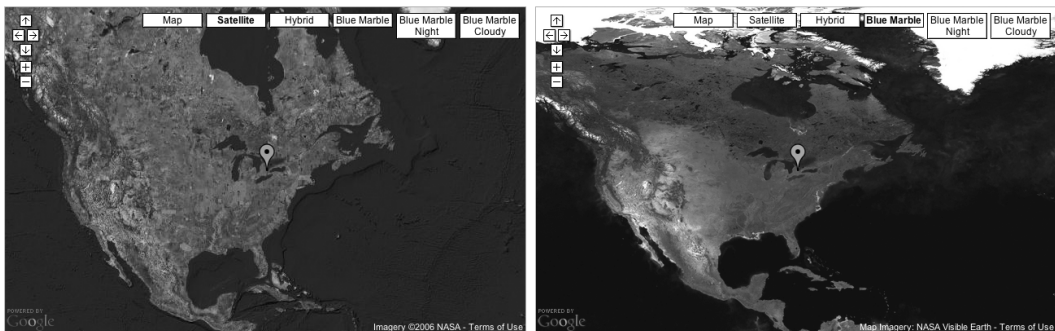 Map Satellite Hybrid Blue Marble Blue Marble Night Blue Marble Cloudy
POWERED BY
Google
Imagery ©2006 NASA - Terms of Use
Map Satellite Hybrid Blue Marble Blue Marble Night Blue Marble Cloudy
POWERED BY
Google
Map Imagery: NASA Visible Earth - Terms of Use